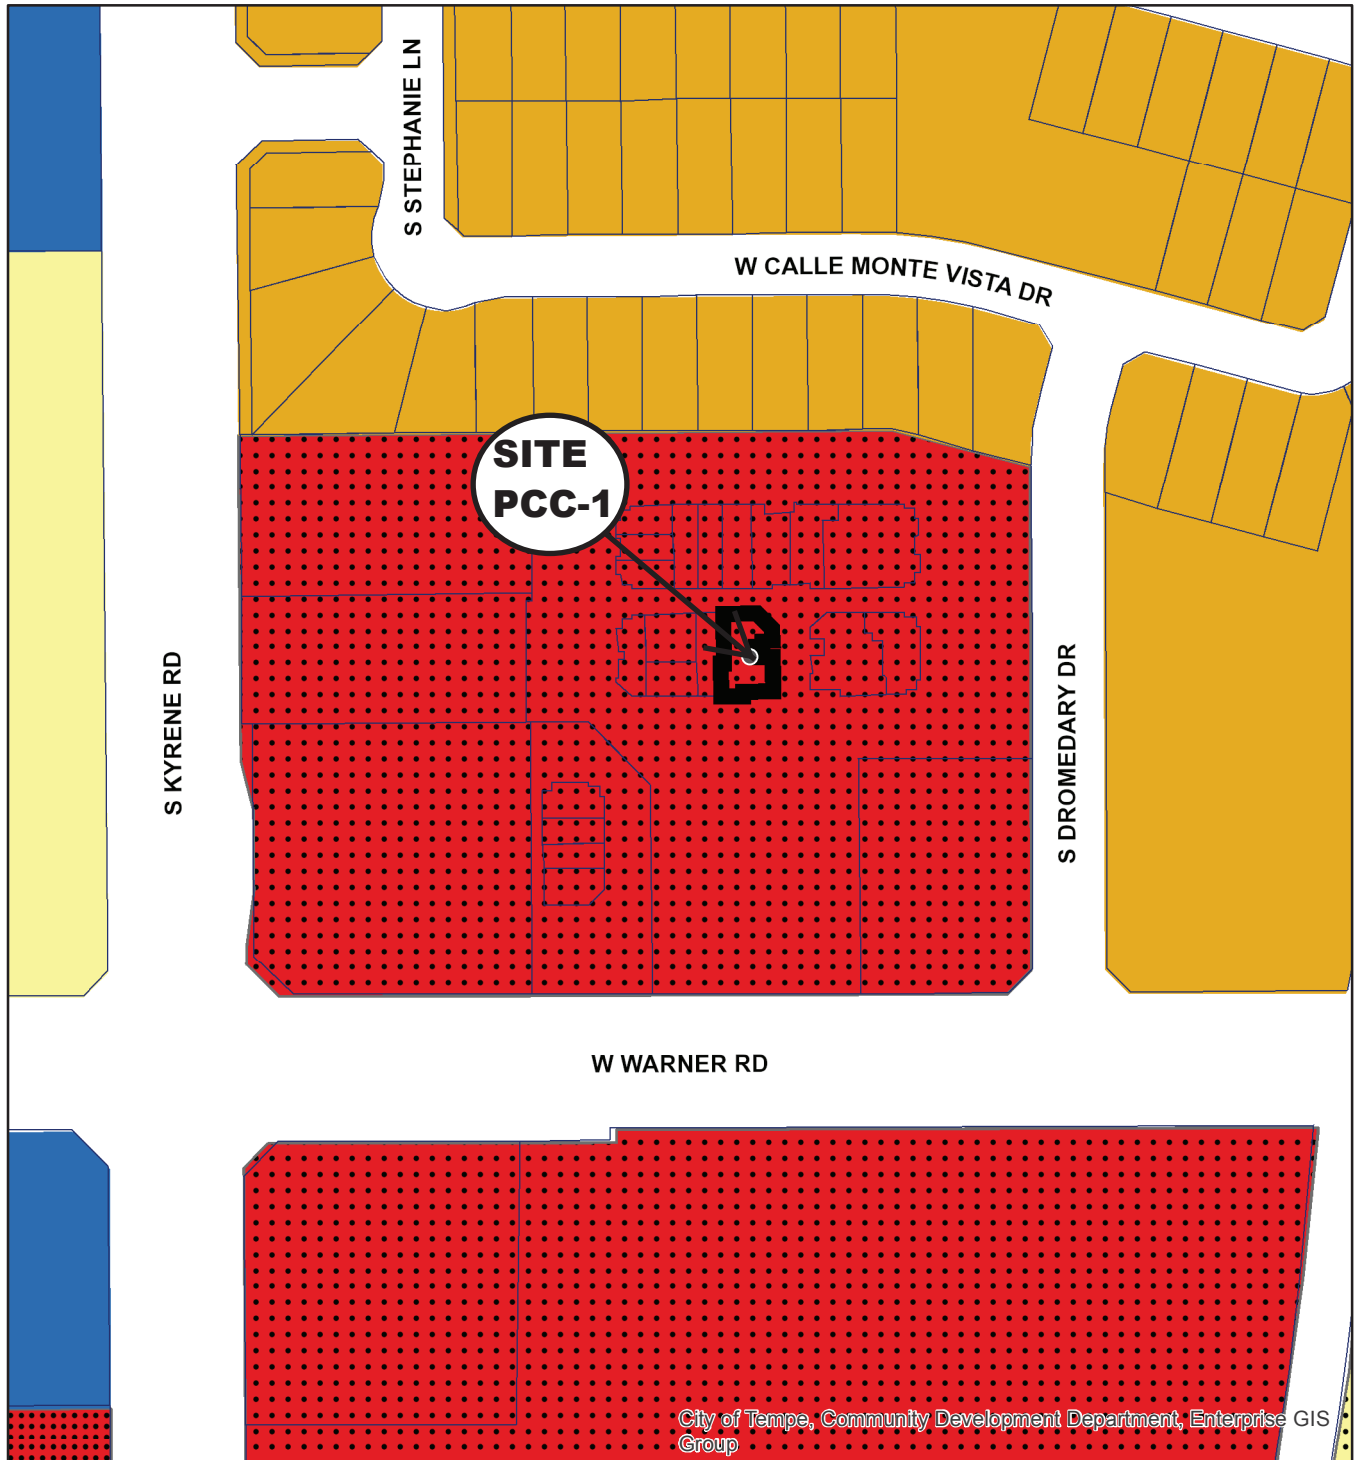 S STEPHANIE LN
W CALLE MONTE VISTA DR
SITE
PCC-1
S KYRENE RD
S DROMEDARY DR
W WARNER RD
City of Tempe, Community Development Department, Enterprise GIS
Group